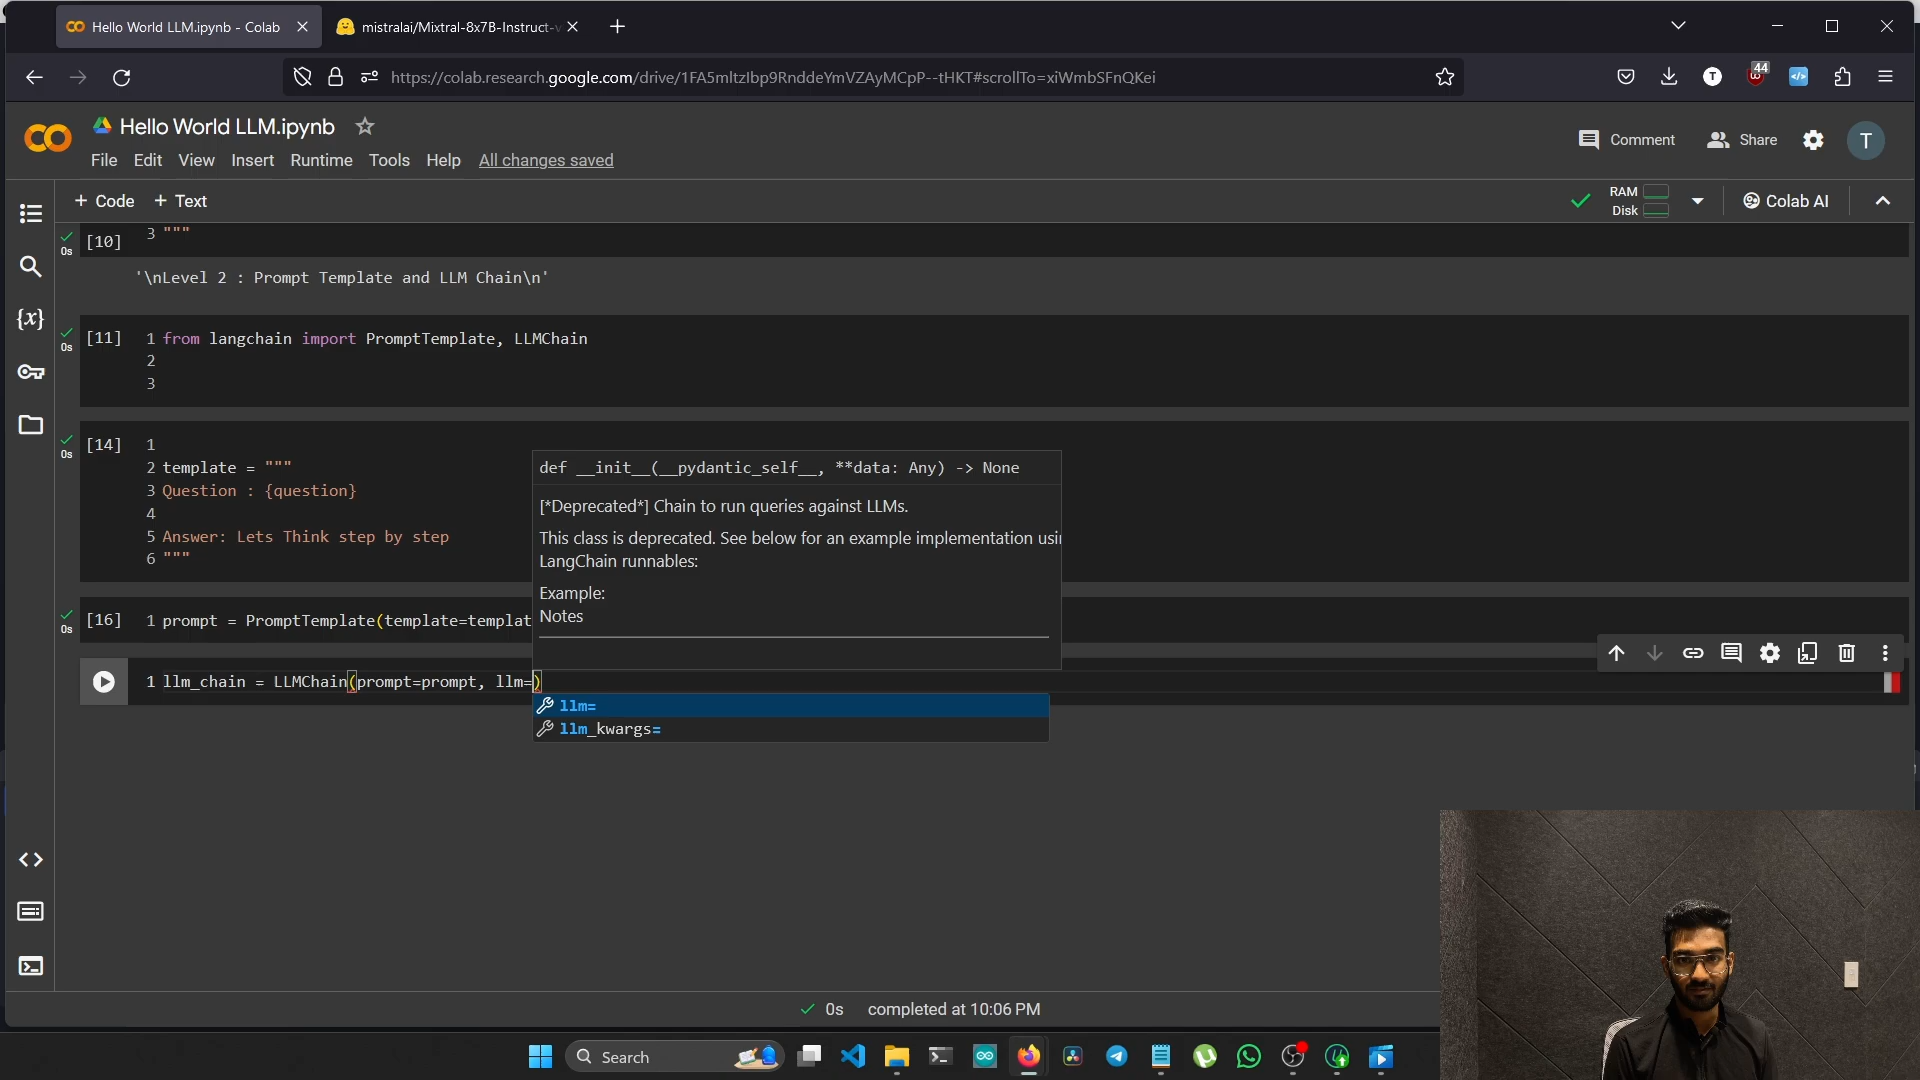 Hello World LLM.ipynb - Colab
mistralai/Mixtral-8x7B-Instruct-
https://colab.research.google.com/drive/1FA5mltzIbp9RnddeYmVZAyMCpP--tHKT#scrollTo=xiWmbSFnQKei
44
T
Hello World LLM.ipynb
Comment
Share
T
File Edit View Insert Runtime Tools Help All changes saved
+ Code + Text
RAM
Disk
Colab AI
0s
[10]
3 """
'\nLevel 2 : Prompt Template and LLM Chain\n'
0s
[11]
1 from langchain import PromptTemplate, LLMChain
2
3
0s
[14]
1
2 template = """
3 Question : {question}
4
5 Answer: Lets Think step by step
6 """
def __init__(__pydantic_self__, **data: Any) -> None
[*Deprecated*] Chain to run queries against LLMs.
This class is deprecated. See below for an example implementation usi
LangChain runnables:
Example:
Notes
0s
[16]
1 prompt = PromptTemplate(template=templat
1 llm_chain = LLMChain(prompt=prompt, llm=)
llm=
llm_kwargs=
0s completed at 10:06 PM
Search